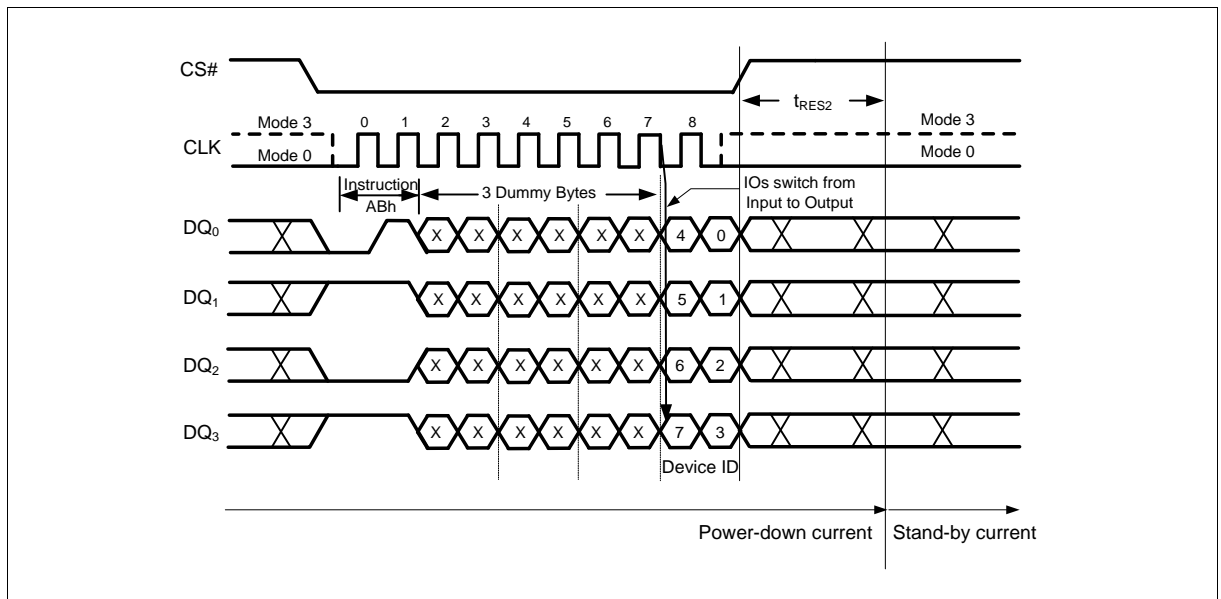 CS#
tRES2
Mode 3 0 1 2 3 4 5 6 7 8 Mode 3
CLK
Mode 0 Mode 0
Instruction
ABh
3 Dummy Bytes
IOs switch from
Input to Output
DQ0 X X X X X X 4 0
DQ1 X X X X X X 5 1
DQ2 X X X X X X 6 2
DQ3 X X X X X X 7 3
Device ID
Power-down current Stand-by current